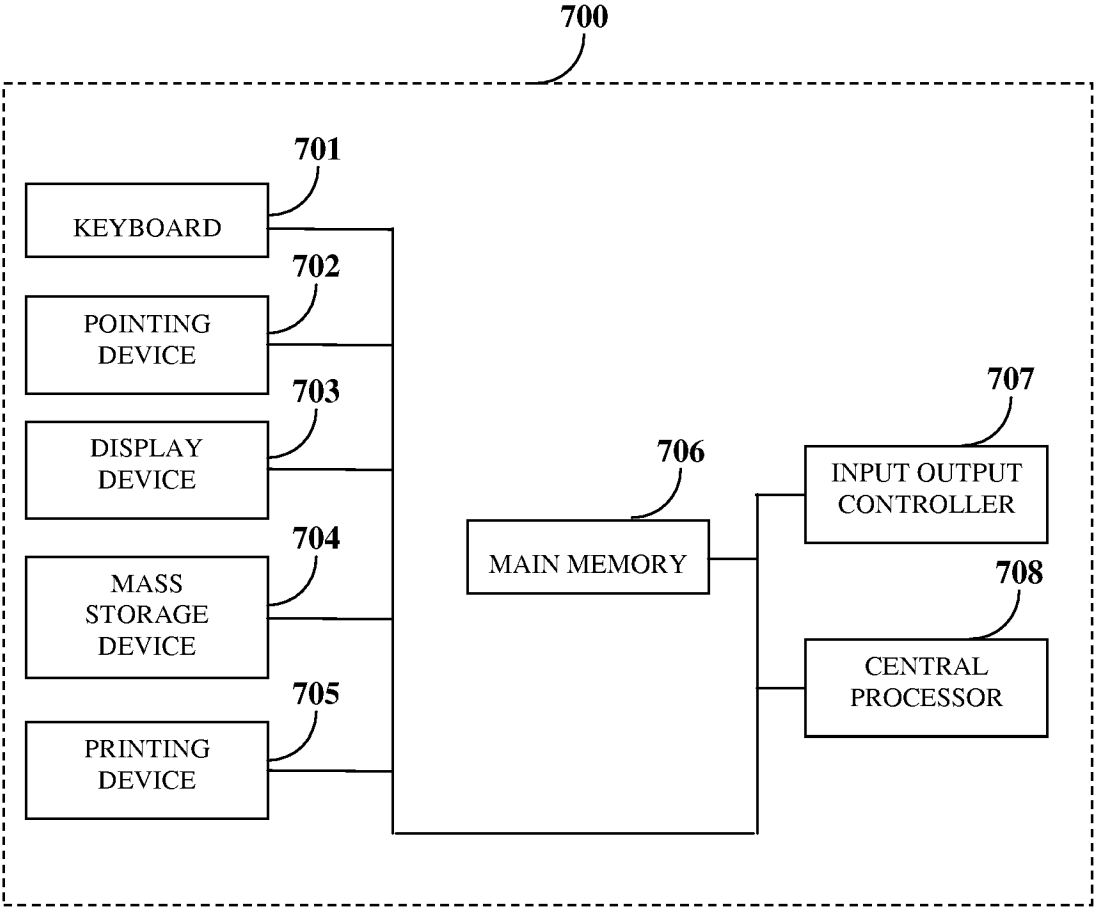 700
701
KEYBOARD
702
POINTING
DEVICE
703
DISPLAY
DEVICE
704
MASS
STORAGE
DEVICE
705
PRINTING
DEVICE
706
MAIN MEMORY
707
INPUT OUTPUT
CONTROLLER
708
CENTRAL
PROCESSOR